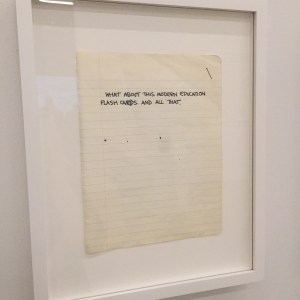 WHAT ABOUT THIS MODERN EDUCATION
FLASH CARDS AND ALL THAT.